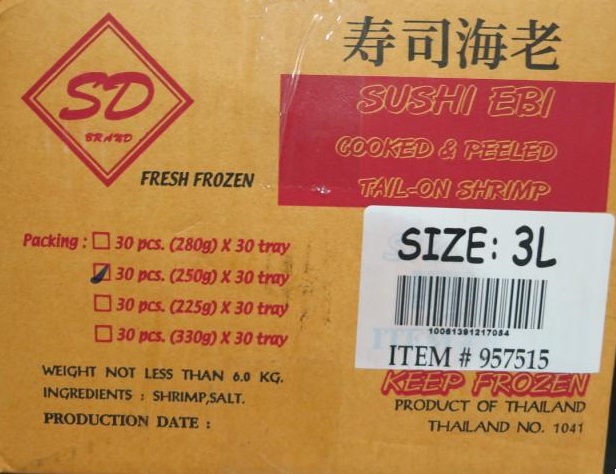 SD
BRAND
FRESH FROZEN
寿司海老
SUSHI EBI
COOKED & PEELED
TAIL-ON SHRIMP
Packing : 30 pcs. (280g) X 30 tray
30 pcs. (250g) X 30 tray
30 pcs. (225g) X 30 tray
30 pcs. (330g) X 30 tray
SIZE: 3L
10081391217054
ITEM # 957515
WEIGHT NOT LESS THAN 6.0 KG.
INGREDIENTS : SHRIMP,SALT.
PRODUCTION DATE :
KEEP FROZEN
PRODUCT OF THAILAND
THAILAND NO. 1041